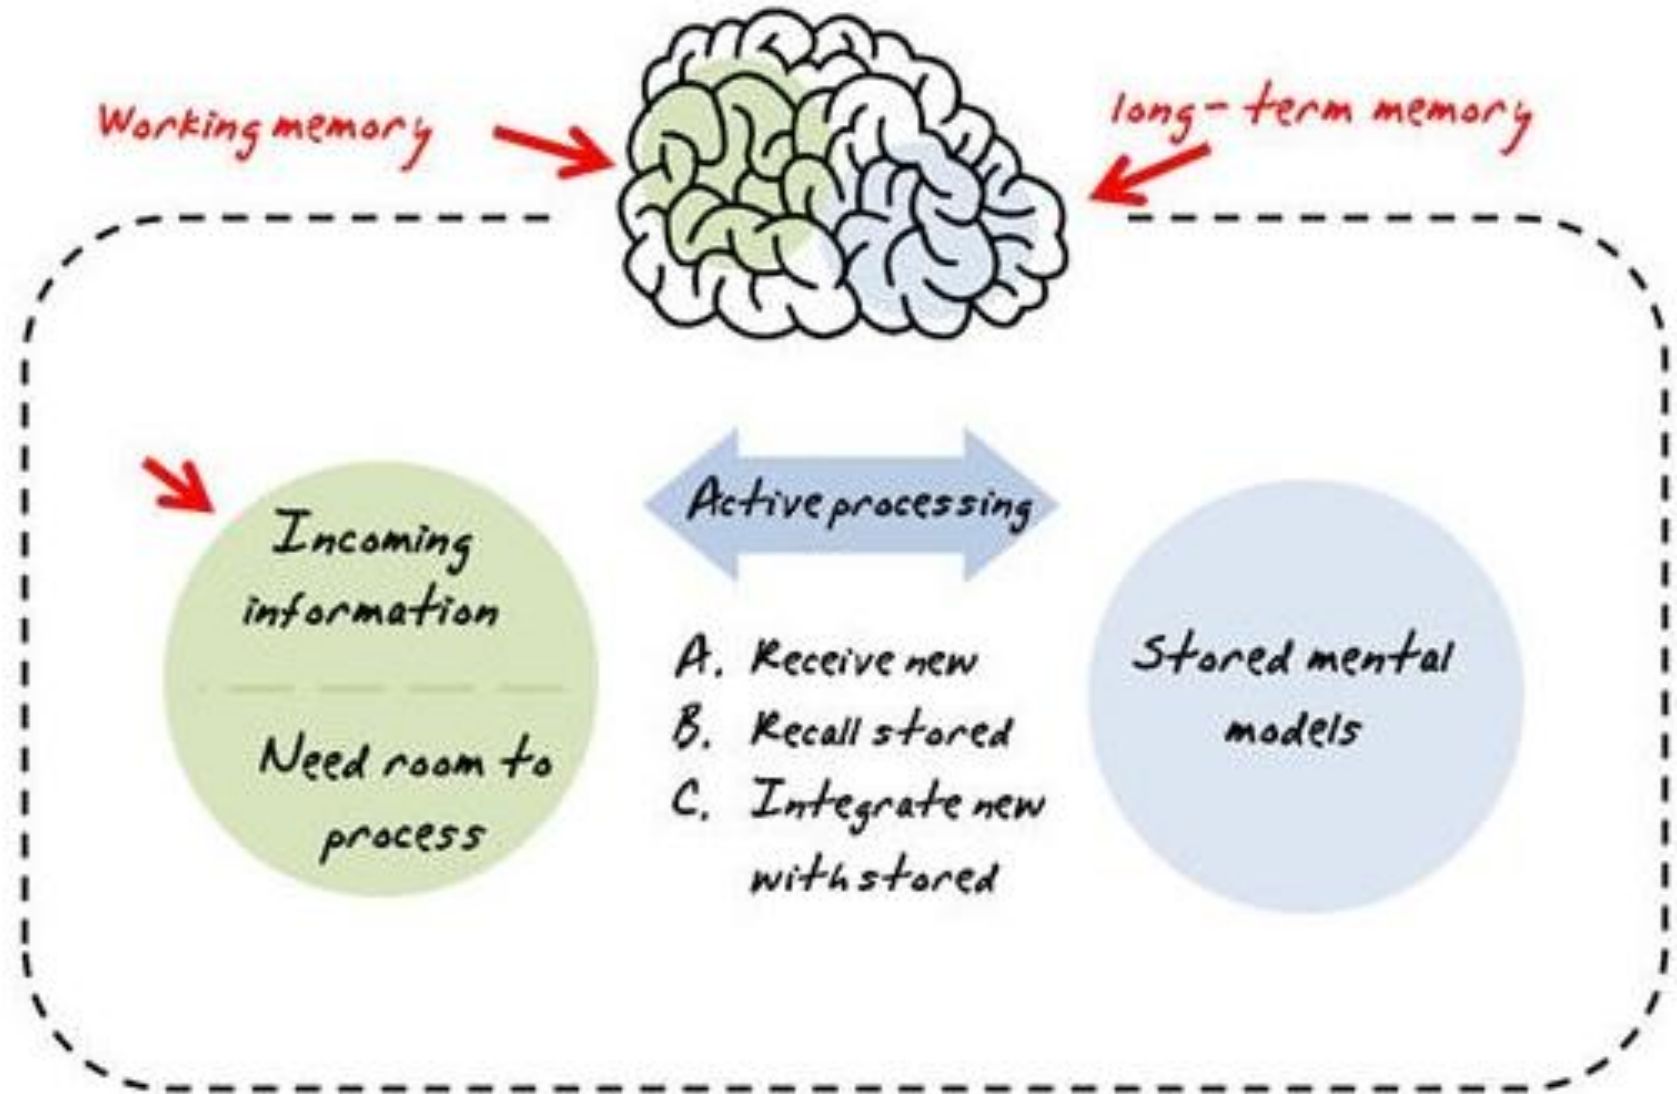 Working memory
long-term memory
Incoming
information
Need room to
process
Active processing
A. Receive new
B. Recall stored
C. Integrate new
with stored
Stored mental
models